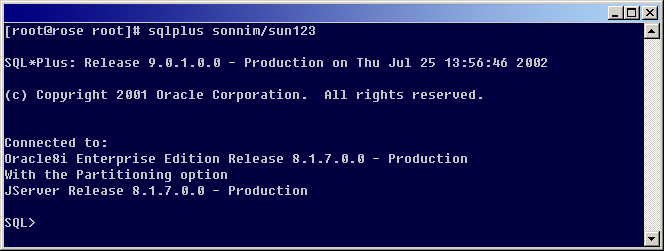 [root@rose root]# sqlplus sonnim/sun123
SQL*Plus: Release 9.0.1.0.0 - Production on Thu Jul 25 13:56:46 2002
(c) Copyright 2001 Oracle Corporation.  All rights reserved.
Connected to:
Oracle8i Enterprise Edition Release 8.1.7.0.0 - Production
With the Partitioning option
JServer Release 8.1.7.0.0 - Production
SQL>